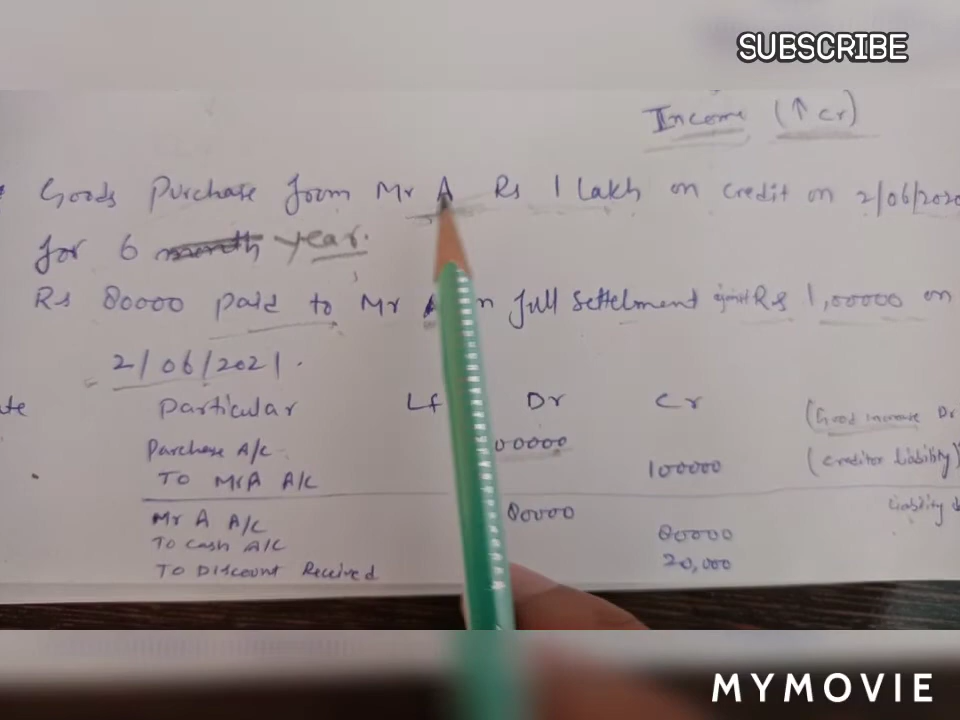 SUBSCRIBE
Income (↑ Cr)
Goods Purchase from Mr A Rs 1 Lakh on credit on 2/06/2020
for 6 month year.
Rs 80000 paid to Mr in full settelment Rs 1,00000 on
2/06/2021.
Particular Lf Dr Cr (Good increase Dr
Purchase A/C 00000
TO Mr A A/C 100000 (creditor liability)
Mr A A/C 80000 Liability
To cash A/C 80000
TO Discount Received 20,000
MYMOVIE